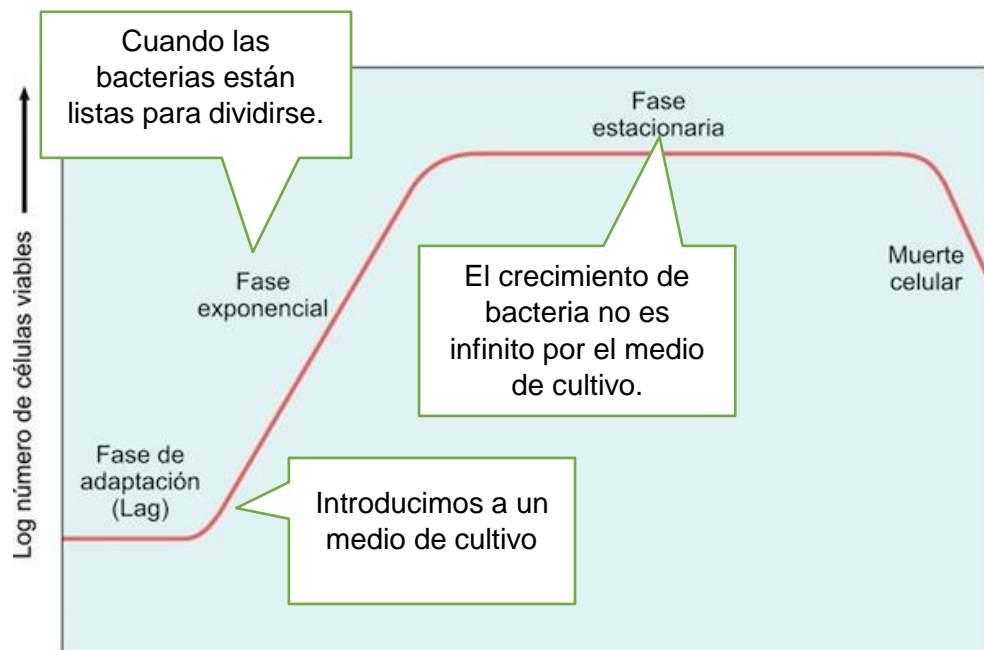 Cuando las
bacterias están
listas para dividirse.
Fase
estacionaria
Log número de células viables
Fase
exponencial
El crecimiento de
bacteria no es
infinito por el medio
de cultivo.
Muerte
celular
Fase de
adaptación
(Lag)
Introducimos a un
medio de cultivo